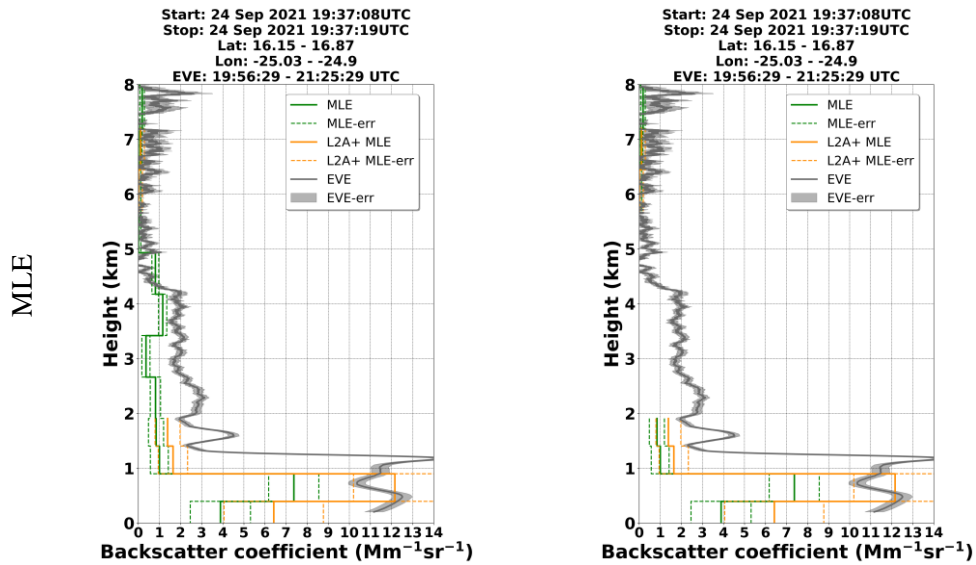 Start: 24 Sep 2021 19:37:08UTC
Stop: 24 Sep 2021 19:37:19UTC
Lat: 16.15 - 16.87
Lon: -25.03 - -24.9
EVE: 19:56:29 - 21:25:29 UTC
MLE
Height (km)
8
7
6
5
4
3
2
1
0
MLE
MLE-err
L2A+ MLE
L2A+ MLE-err
EVE
EVE-err
0 1 2 3 4 5 6 7 8 9 10 11 12 13 14
Backscatter coefficient (Mm⁻¹sr⁻¹)
Start: 24 Sep 2021 19:37:08UTC
Stop: 24 Sep 2021 19:37:19UTC
Lat: 16.15 - 16.87
Lon: -25.03 - -24.9
EVE: 19:56:29 - 21:25:29 UTC
Height (km)
8
7
6
5
4
3
2
1
0
MLE
MLE-err
L2A+ MLE
L2A+ MLE-err
EVE
EVE-err
0 1 2 3 4 5 6 7 8 9 10 11 12 13 14
Backscatter coefficient (Mm⁻¹sr⁻¹)